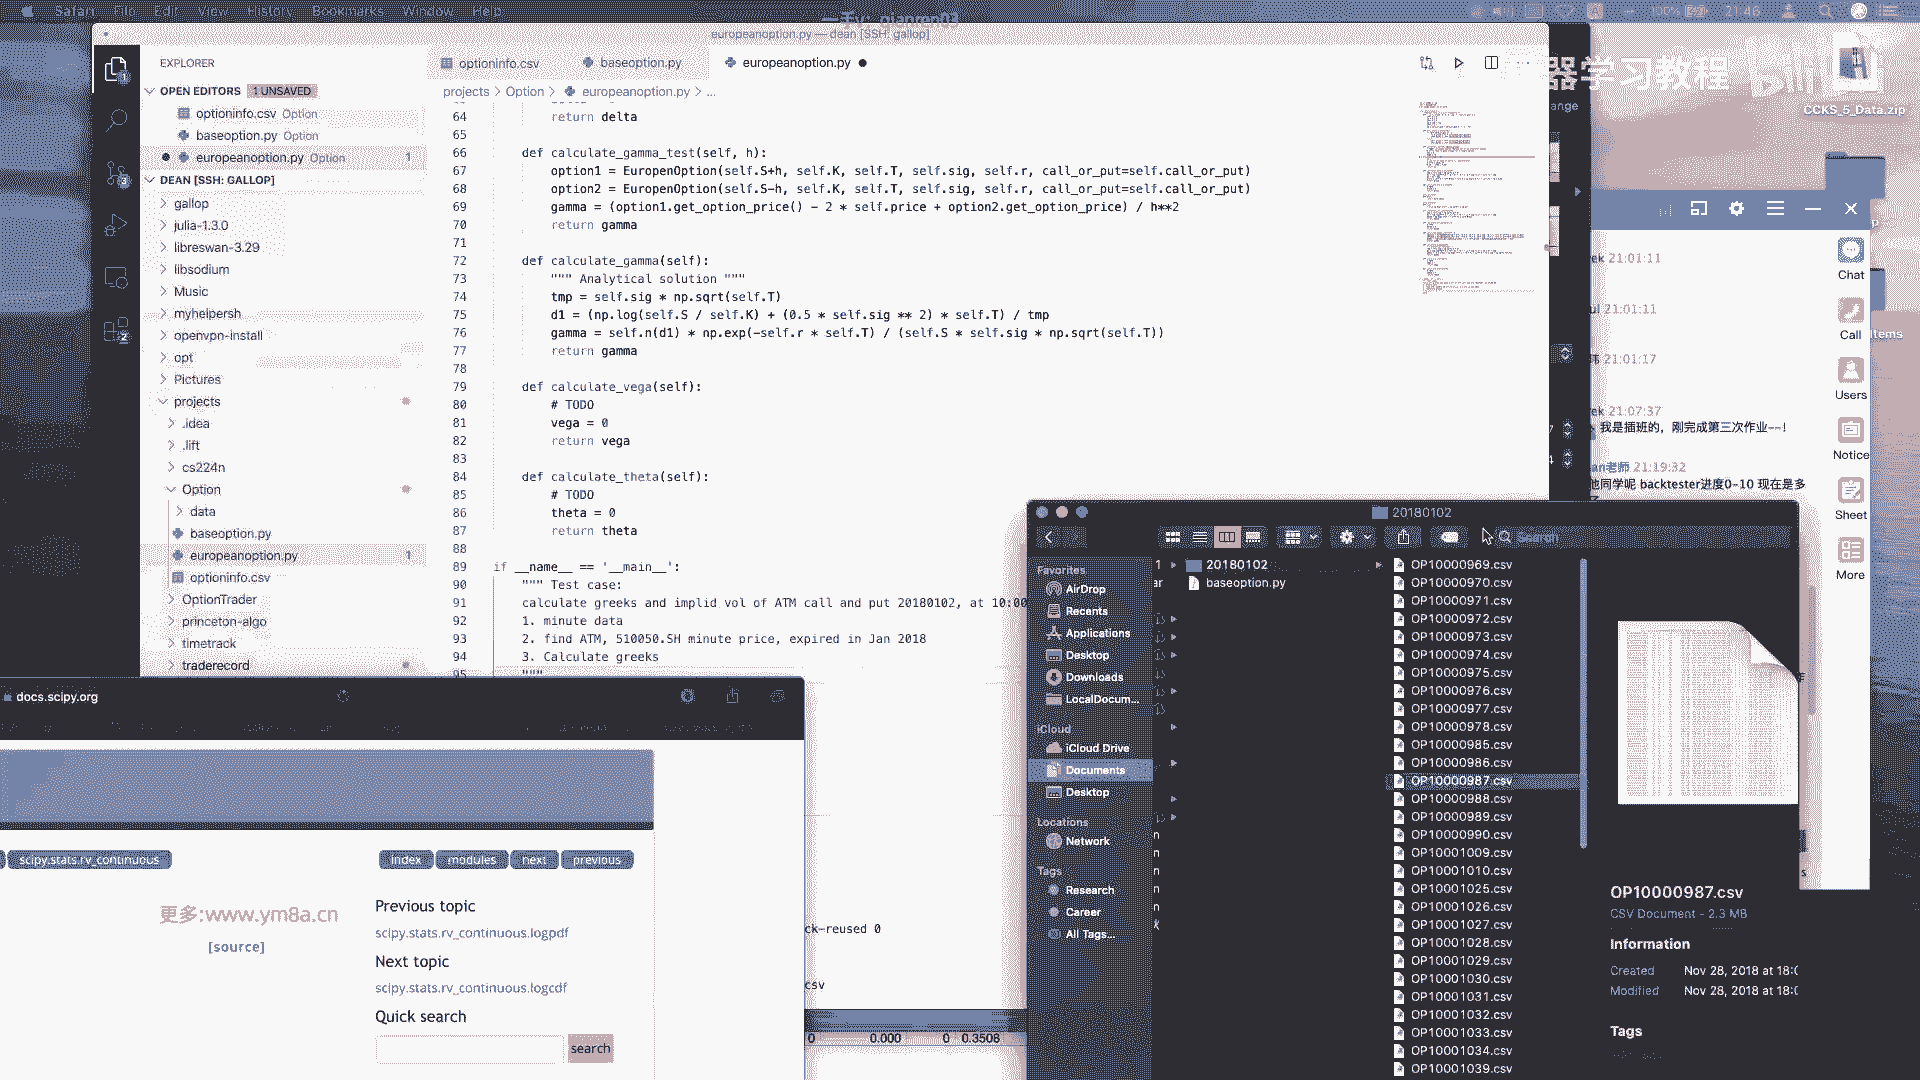 Safari File Edit View History Bookmarks Window Help
100% 21:46
一手v: qianren03
europeanoption.py — dean [SSH: gallop]
器学习教程
CCKS_5_Data.zip
EXPLORER
OPEN EDITORS 1 UNSAVED
optioninfo.csv Option
baseoption.py Option
europeanoption.py Option 1
DEAN [SSH: GALLOP]
gallop
julia-1.3.0
libreswan-3.29
libsodium
Music
myhelpersh
openvpn-install
opt
Pictures
projects
.idea
.lift
cs224n
Option
data
baseoption.py
europeanoption.py 1
optioninfo.csv
OptionTrader
princeton-algo
timetrack
traderecord
optioninfo.csv
baseoption.py
europeanoption.py
projects > Option > europeanoption.py > ...
64 return delta
65
66 def calculate_gamma_test(self, h):
67 option1 = EuropenOption(self.S+h, self.K, self.T, self.sig, self.r, call_or_put=self.call_or_put)
68 option2 = EuropenOption(self.S-h, self.K, self.T, self.sig, self.r, call_or_put=self.call_or_put)
69 gamma = (option1.get_option_price() - 2 * self.price + option2.get_option_price) / h**2
70 return gamma
71
72 def calculate_gamma(self):
73 """ Analytical solution """
74 tmp = self.sig * np.sqrt(self.T)
75 d1 = (np.log(self.S / self.K) + (0.5 * self.sig ** 2) * self.T) / tmp
76 gamma = self.n(d1) * np.exp(-self.r * self.T) / (self.S * self.sig * np.sqrt(self.T))
77 return gamma
78
79 def calculate_vega(self):
80 # TODO
81 vega = 0
82 return vega
83
84 def calculate_theta(self):
85 # TODO
86 theta = 0
87 return theta
88
89 if __name__ == '__main__':
90 """ Test case:
91 calculate greeks and implid vol of ATM call and put 20180102, at 10:00
92 1. minute data
93 2. find ATM, 510050.SH minute price, expired in Jan 2018
94 3. Calculate greeks
95 """
21:01:11
21:01:11
21:01:17
21:07:37
我是插班的，刚完成第三次作业~~!
老师 21:19:32
他同学呢 backtester进度0-10 现在是多
Chat
Call
Users
Notice
Sheet
More
Items
docs.scipy.org
scipy.stats.rv_continuous
index modules next previous
更多:www.ym8a.cn
[source]
Previous topic
scipy.stats.rv_continuous.logpdf
Next topic
scipy.stats.rv_continuous.logcdf
Quick search
search
ck-reused 0
csv
0 0.000 0 0.3506
20180102
Search
Favorites
AirDrop
Recents
Applications
Desktop
Downloads
LocalDocum...
iCloud
iCloud Drive
Documents
Desktop
Locations
Network
Tags
Research
Career
All Tags...
20180102
baseoption.py
OP10000969.csv
OP10000970.csv
OP10000971.csv
OP10000972.csv
OP10000973.csv
OP10000974.csv
OP10000975.csv
OP10000976.csv
OP10000977.csv
OP10000978.csv
OP10000985.csv
OP10000986.csv
OP10000987.csv
OP10000988.csv
OP10000989.csv
OP10000990.csv
OP10001009.csv
OP10001010.csv
OP10001025.csv
OP10001026.csv
OP10001027.csv
OP10001028.csv
OP10001029.csv
OP10001030.csv
OP10001031.csv
OP10001032.csv
OP10001033.csv
OP10001034.csv
OP10001039.csv
OP10000987.csv
CSV Document - 2.3 MB
Information
Created Nov 28, 2018 at 18:0
Modified Nov 28, 2018 at 18:0
Tags